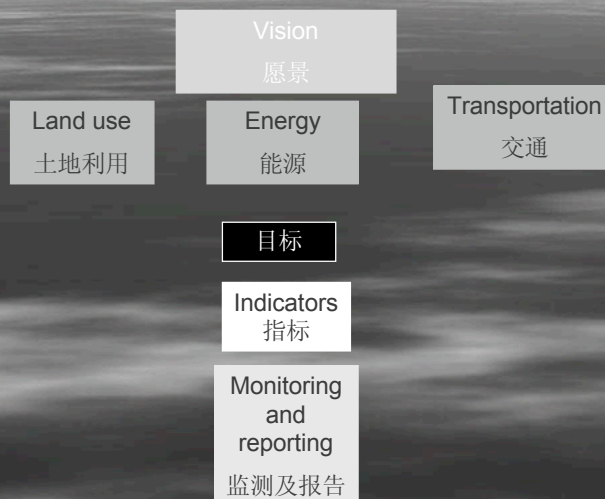 Vision
愿景
Land use
土地利用
Energy
能源
Transportation
交通
目标
Indicators
指标
Monitoring
and
reporting
监测及报告